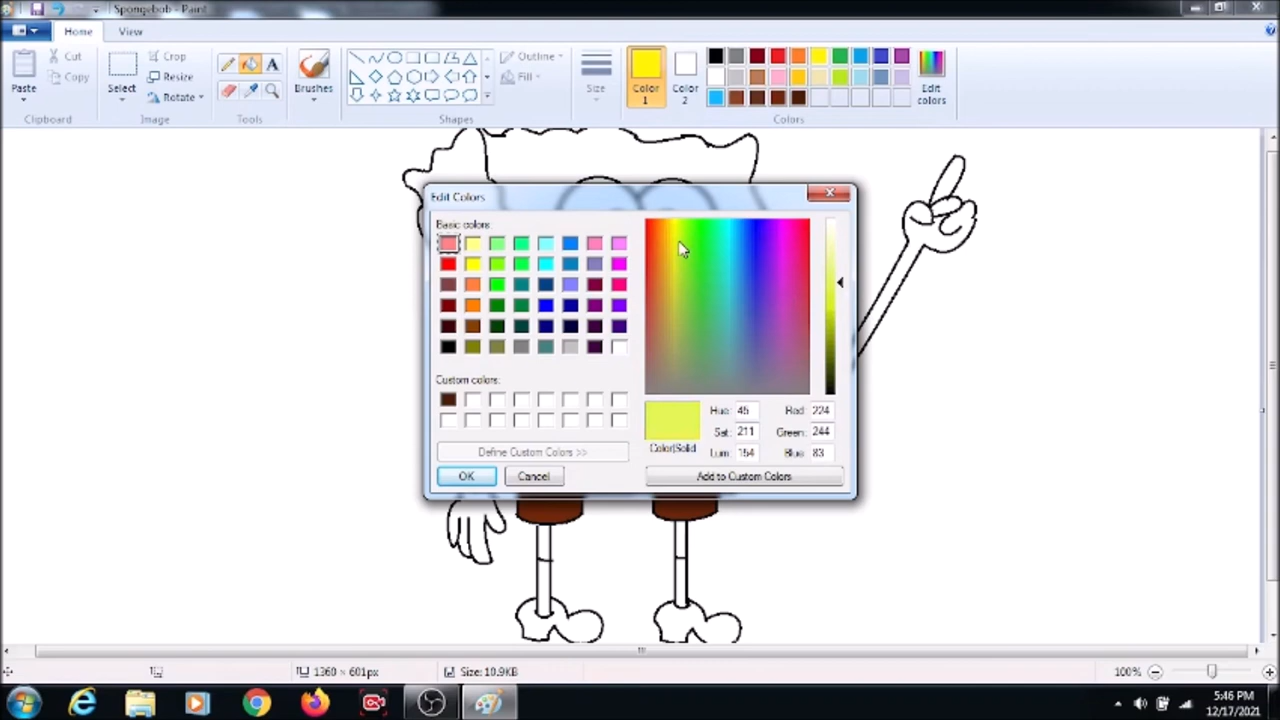 Spongebob - Paint
Home
View
Paste
Cut
Copy
Clipboard
Select
Crop
Resize
Rotate
Image
A
Tools
Brushes
Outline
Fill
Shapes
Size
Color 1
Color 2
Edit colors
Colors
Edit Colors
Basic colors:
Custom colors:
Define Custom Colors >>
OK
Cancel
Color|Solid
Hue: 45
Sat: 211
Lum: 154
Red: 224
Green: 244
Blue: 83
Add to Custom Colors
1360 × 601px
Size: 10.9KB
100%
5:46 PM
12/17/2021